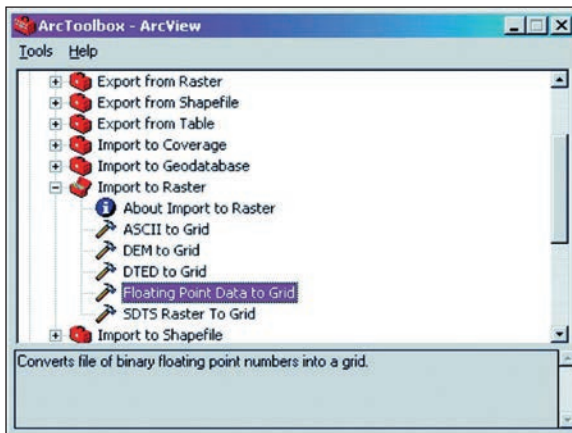 ArcToolbox - ArcView
Tools Help
Export from Raster
Export from Shapefile
Export from Table
Import to Coverage
Import to Geodatabase
Import to Raster
About Import to Raster
ASCII to Grid
DEM to Grid
DTED to Grid
Floating Point Data to Grid
SDTS Raster To Grid
Import to Shapefile
Converts file of binary floating point numbers into a grid.